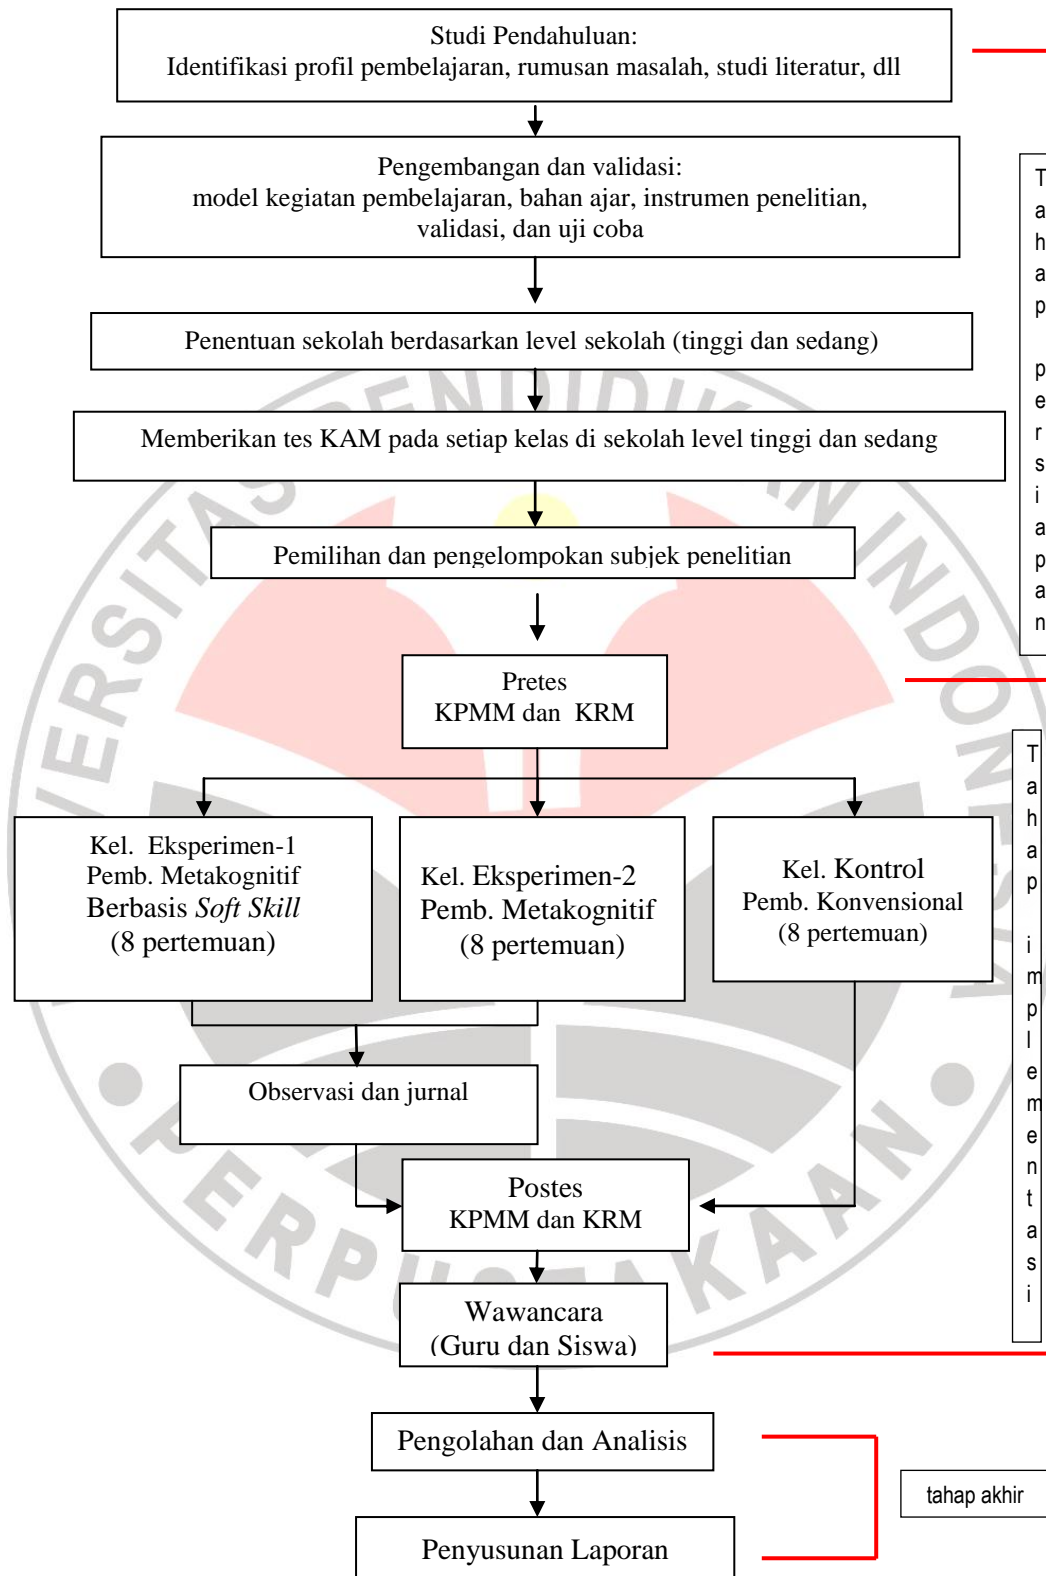 Studi Pendahuluan:
Identifikasi profil pembelajaran, rumusan masalah, studi literatur, dll
Pengembangan dan validasi:
model kegiatan pembelajaran, bahan ajar, instrumen penelitian,
validasi, dan uji coba
Penentuan sekolah berdasarkan level sekolah (tinggi dan sedang)
Memberikan tes KAM pada setiap kelas di sekolah level tinggi dan sedang
Pemilihan dan pengelompokan subjek penelitian
Tahap persiapan
Pretes
KPMM dan KRM
Kel. Eksperimen-1
Pemb. Metakognitif
Berbasis Soft Skill
(8 pertemuan)
Kel. Eksperimen-2
Pemb. Metakognitif
(8 pertemuan)
Kel. Kontrol
Pemb. Konvensional
(8 pertemuan)
Tahap implementasi
Observasi dan jurnal
Postes
KPMM dan KRM
Wawancara
(Guru dan Siswa)
Pengolahan dan Analisis
tahap akhir
Penyusunan Laporan
UNIVERSITAS PENDIDIKAN INDONESIA
PERPUSTAKAAN